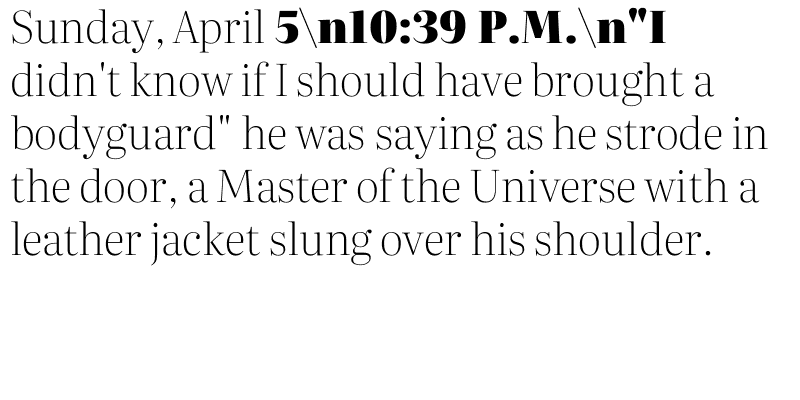 Sunday, April 5\n10:39 P.M.\n"I
didn't know if I should have brought a
bodyguard" he was saying as he strode in
the door, a Master of the Universe with a
leather jacket slung over his shoulder.